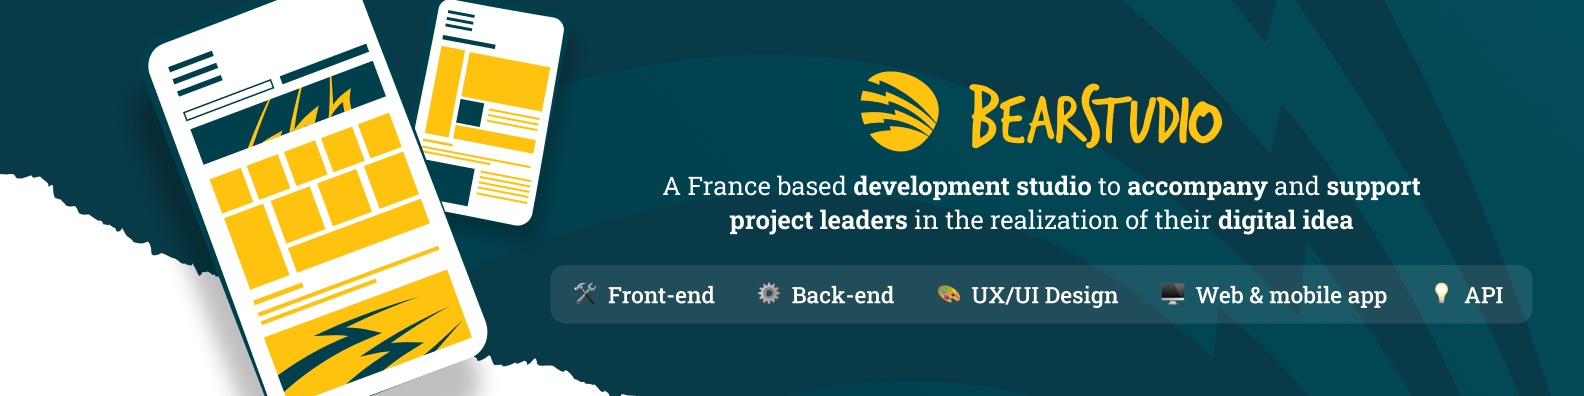 BEARSTUDIO
A France based development studio to accompany and support
project leaders in the realization of their digital idea
Front-end Back-end UX/UI Design Web & mobile app API